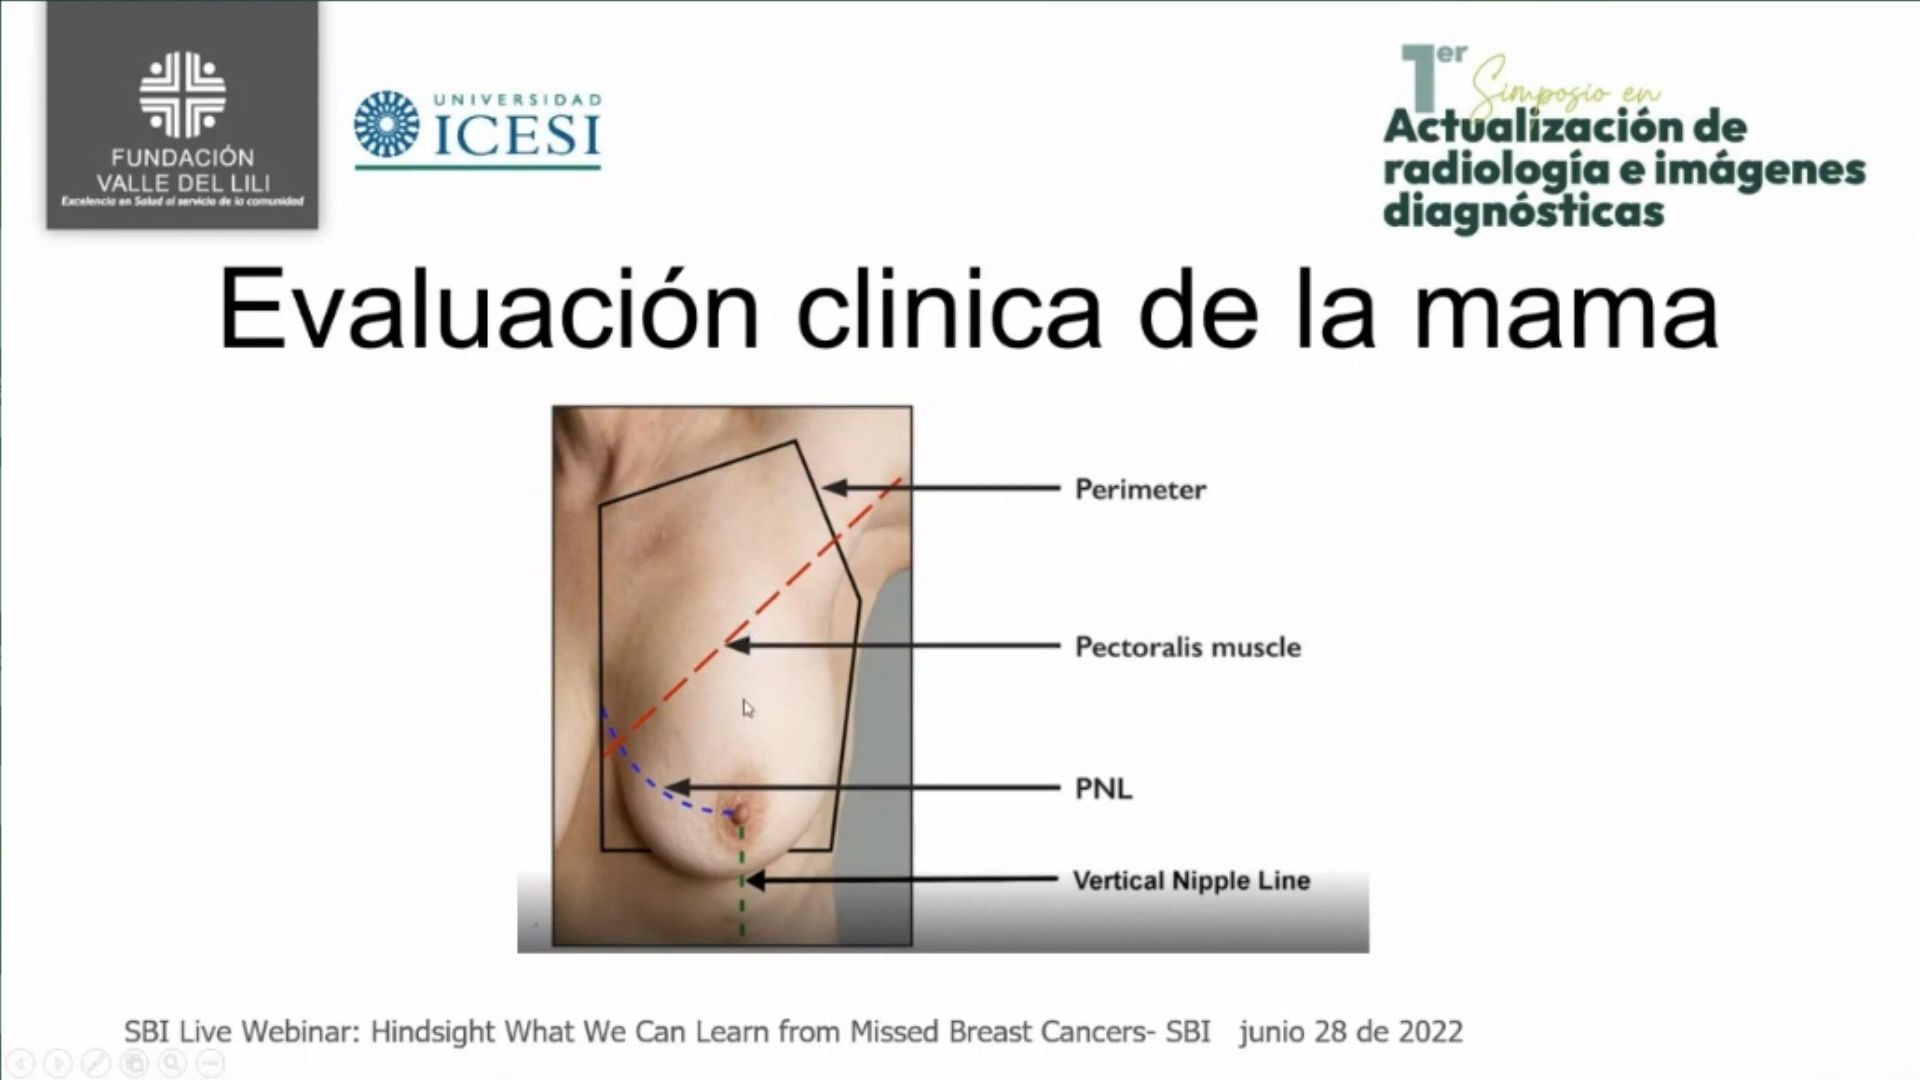 FUNDACIÓN
VALLE DEL LILI
Excelencia en Salud al servicio de la comunidad
UNIVERSIDAD
ICESI
1er
Simposio en
Actualización de
radiología e imágenes
diagnósticas
Evaluación clinica de la mama
Perimeter
Pectoralis muscle
PNL
Vertical Nipple Line
SBI Live Webinar: Hindsight What We Can Learn from Missed Breast Cancers- SBI junio 28 de 2022